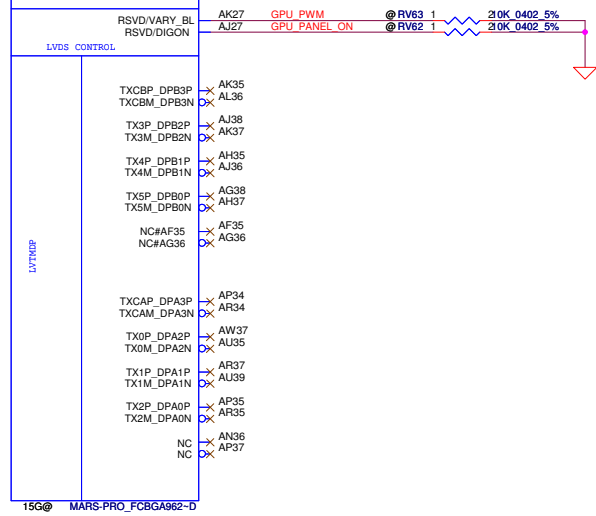 RSVD/VARY_BL AK27 GPU_PWM @ RV63 1 2 10K_0402_5%
RSVD/DIGON AJ27 GPU_PANEL_ON @ RV62 1 2 10K_0402_5%
LVDS CONTROL
TXCBP_DPB3P AK35
TXCBM_DPB3N AL36
TX3P_DPB2P AJ38
TX3M_DPB2N AK37
TX4P_DPB1P AH35
TX4M_DPB1N AJ36
TX5P_DPB0P AG38
TX5M_DPB0N AH37
NC#AF35 AF35
NC#AG36 AG36
LVTMDP
TXCAP_DPA3P AP34
TXCAM_DPA3N AR34
TX0P_DPA2P AW37
TX0M_DPA2N AU35
TX1P_DPA1P AR37
TX1M_DPA1N AU39
TX2P_DPA0P AP35
TX2M_DPA0N AR35
NC AN36
NC AP37
15G@ MARS-PRO_FCBGA962~D